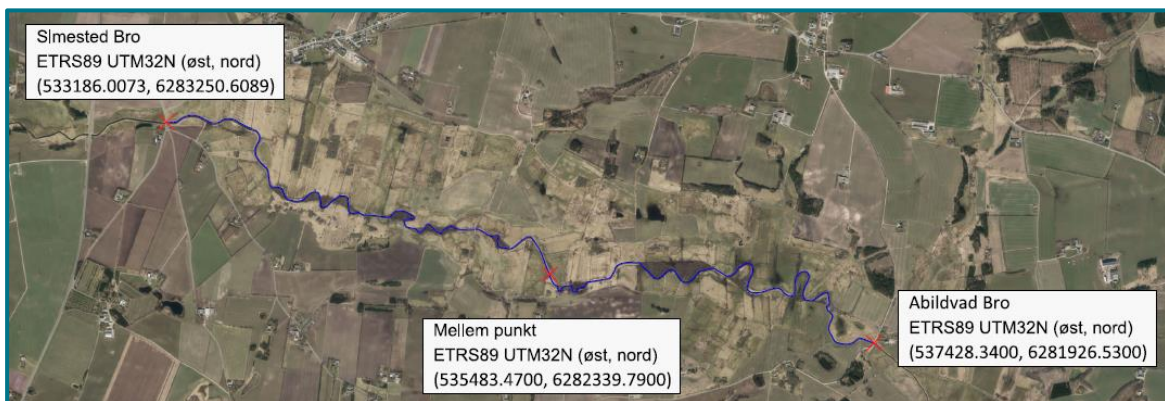 Slmested Bro
ETRS89 UTM32N (øst, nord)
(533186.0073, 6283250.6089)
Mellem punkt
ETRS89 UTM32N (øst, nord)
(535483.4700, 6282339.7900)
Abildvad Bro
ETRS89 UTM32N (øst, nord)
(537428.3400, 6281926.5300)